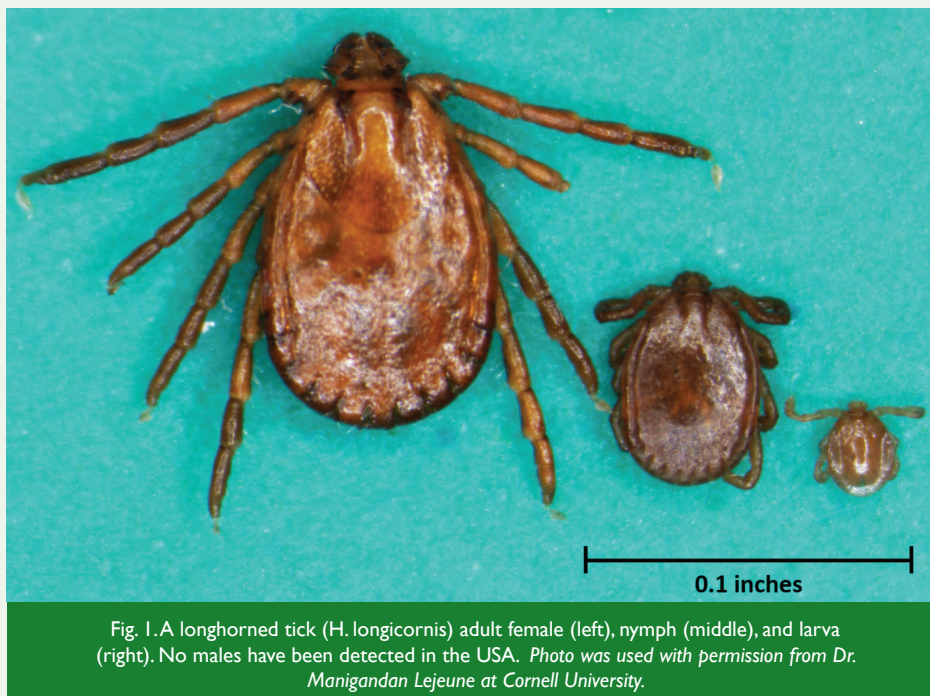 0.1 inches
Fig. 1. A longhorned tick (H. longicornis) adult female (left), nymph (middle), and larva
(right). No males have been detected in the USA. Photo was used with permission from Dr.
Manigandan Lejeune at Cornell University.